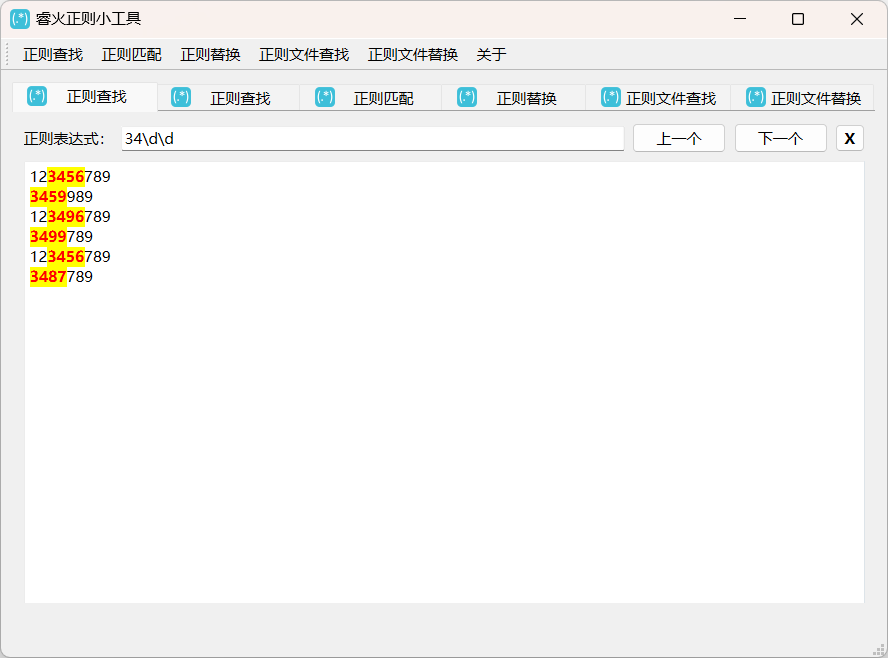 (.*) 睿火正则小工具
正则查找 正则匹配 正则替换 正则文件查找 正则文件替换 关于
(.*) 正则查找 (.*) 正则查找 (.*) 正则匹配 (.*) 正则替换 (.*) 正则文件查找 (.*) 正则文件替换
正则表达式： 34\d\d 上一个 下一个 X
123456789
3459989
123496789
3499789
123456789
3487789